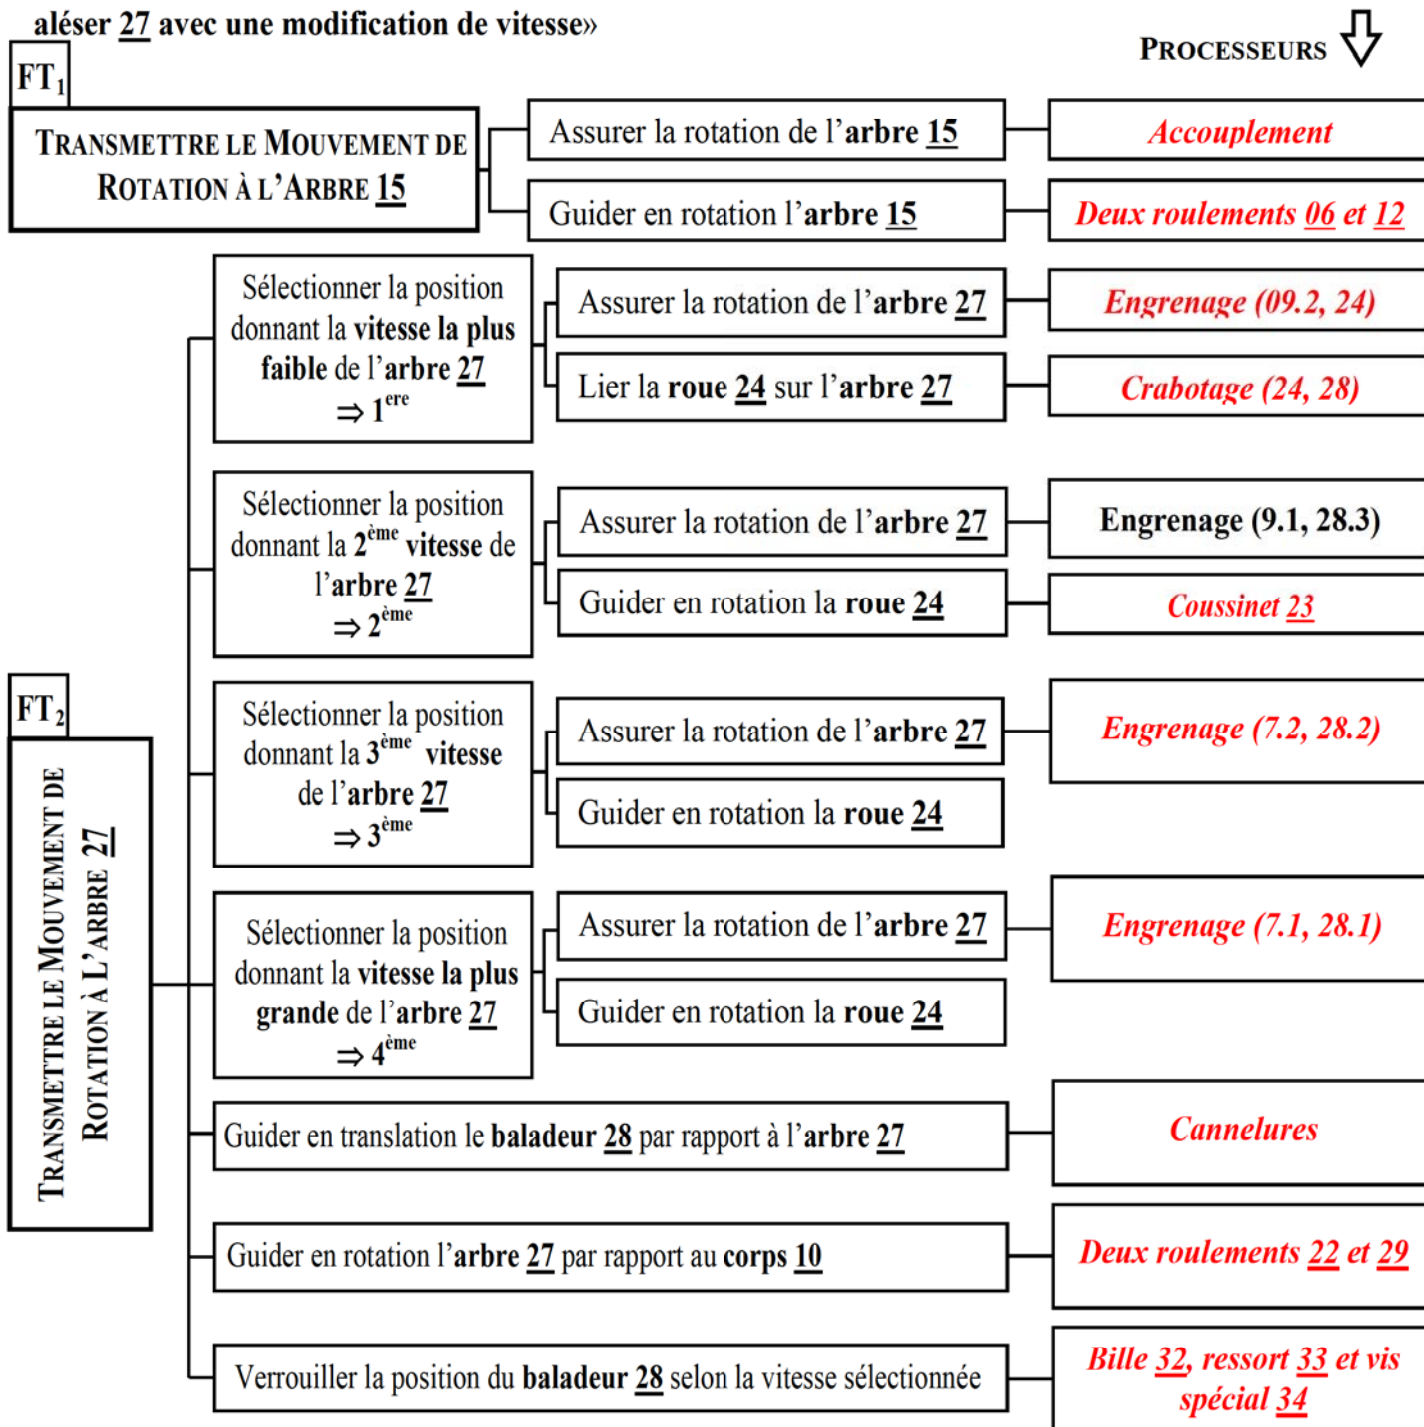 aléser 27 avec une modification de vitesse»
PROCESSEURS
FT1
TRANSMETTRE LE MOUVEMENT DE
ROTATION À L'ARBRE 15
Assurer la rotation de l'arbre 15
Accouplement
Guider en rotation l'arbre 15
Deux roulements 06 et 12
FT2
TRANSMETTRE LE MOUVEMENT DE
ROTATION À L'ARBRE 27
Sélectionner la position
donnant la vitesse la plus
faible de l'arbre 27
⇒ 1ere
Assurer la rotation de l'arbre 27
Engrenage (09.2, 24)
Lier la roue 24 sur l'arbre 27
Crabotage (24, 28)
Sélectionner la position
donnant la 2ème vitesse de
l'arbre 27
⇒ 2ème
Assurer la rotation de l'arbre 27
Engrenage (9.1, 28.3)
Guider en rotation la roue 24
Coussinet 23
Sélectionner la position
donnant la 3ème vitesse
de l'arbre 27
⇒ 3ème
Assurer la rotation de l'arbre 27
Engrenage (7.2, 28.2)
Guider en rotation la roue 24
Sélectionner la position
donnant la vitesse la plus
grande de l'arbre 27
⇒ 4ème
Assurer la rotation de l'arbre 27
Engrenage (7.1, 28.1)
Guider en rotation la roue 24
Guider en translation le baladeur 28 par rapport à l'arbre 27
Cannelures
Guider en rotation l'arbre 27 par rapport au corps 10
Deux roulements 22 et 29
Verrouiller la position du baladeur 28 selon la vitesse sélectionnée
Bille 32, ressort 33 et vis
spécial 34